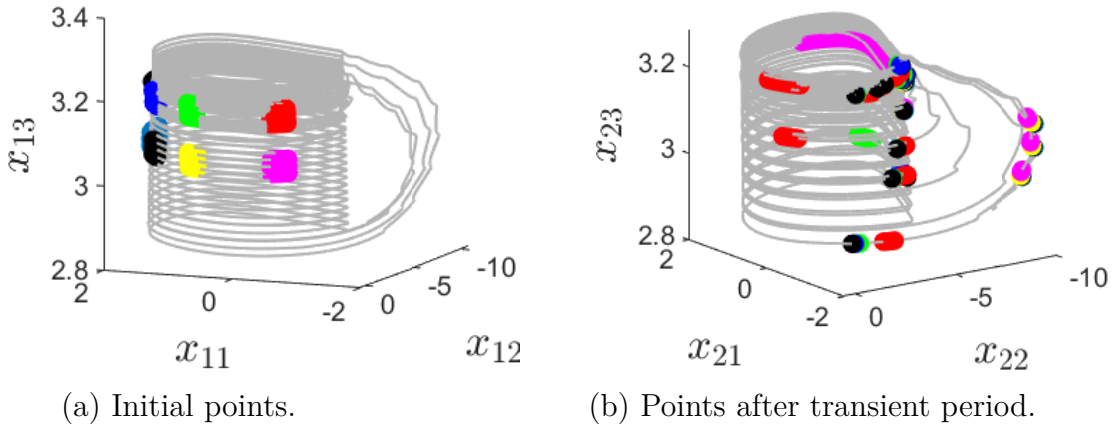 3.4
3.2
3
2.8
x13
2
0
-2
x11
0
-5
-10
x12
3.2
3
2.8
x23
2
0
-2
x21
0
-5
-10
x22
(a) Initial points.
(b) Points after transient period.